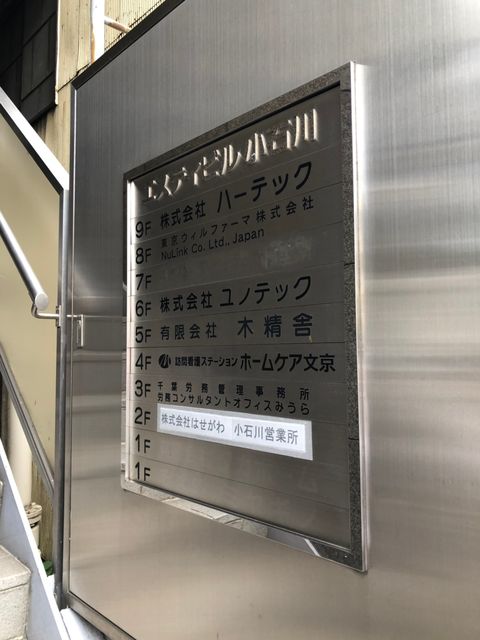 エスティビル小石川
9F 株式会社 ハーテック
東京ウィルファーマ株式会社
8F NuLink Co. Ltd., Japan
7F
6F 株式会社 ユノテック
5F 有限会社 木精舎
4F 訪問看護ステーション ホームケア文京
3F 千葉労務管理事務所
労務コンサルタントオフィスみうら
2F 株式会社はせがわ 小石川営業所
1F
1F